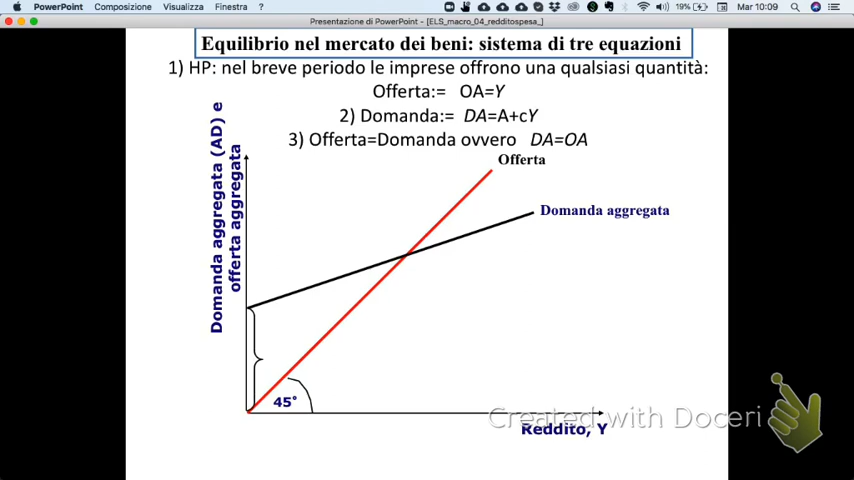 PowerPoint Composizione Visualizza Finestra ? 19% Mar 10:09
Presentazione di PowerPoint - [ELS_macro_04_redditospesa_]
Equilibrio nel mercato dei beni: sistema di tre equazioni
1) HP: nel breve periodo le imprese offrono una qualsiasi quantità:
Offerta:= OA=Y
2) Domanda:= DA=A+cY
3) Offerta=Domanda ovvero DA=OA
Domanda aggregata (AD) e
offerta aggregata
Offerta
Domanda aggregata
45°
Created with Doceri
Reddito, Y